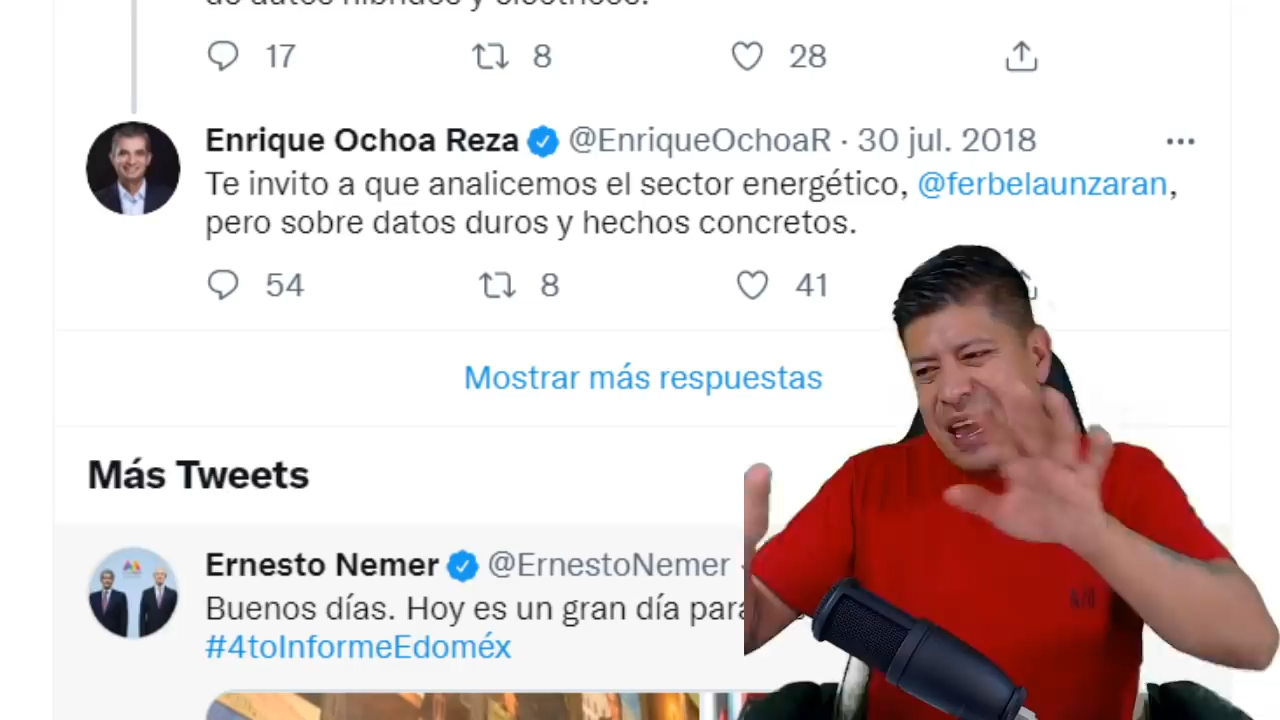 17 8 28
Enrique Ochoa Reza @EnriqueOchoaR · 30 jul. 2018
Te invito a que analicemos el sector energético, @ferbelaunzaran,
pero sobre datos duros y hechos concretos.
54 8 41
Mostrar más respuestas
Más Tweets
Ernesto Nemer @ErnestoNemer
Buenos días. Hoy es un gran día para
#4toInformeEdoméx